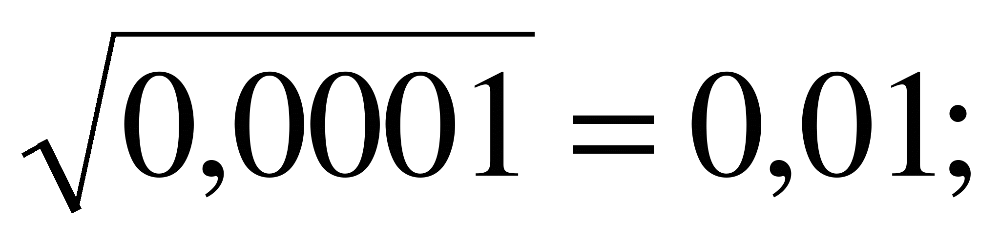 √0,0001 = 0,01;